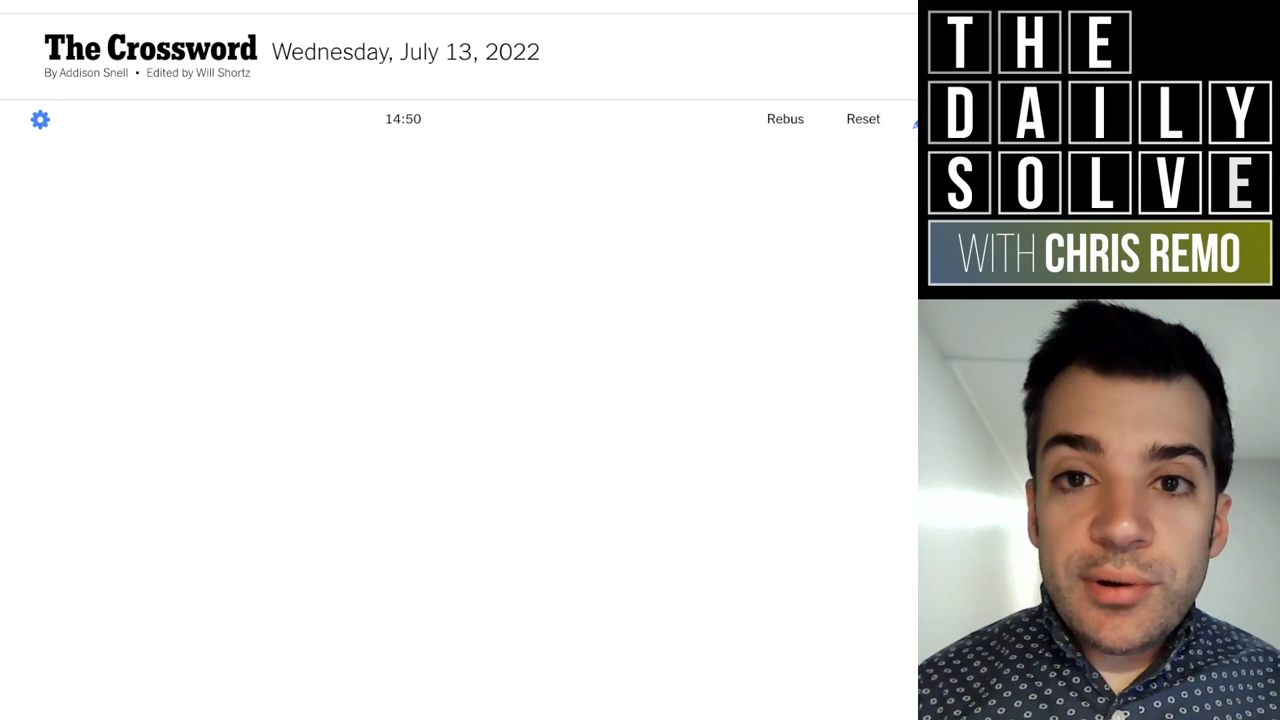 The Crossword Wednesday, July 13, 2022
By Addison Snell • Edited by Will Shortz
14:50 Rebus Reset
THE
DAILY
SOLVE
WITH CHRIS REMO